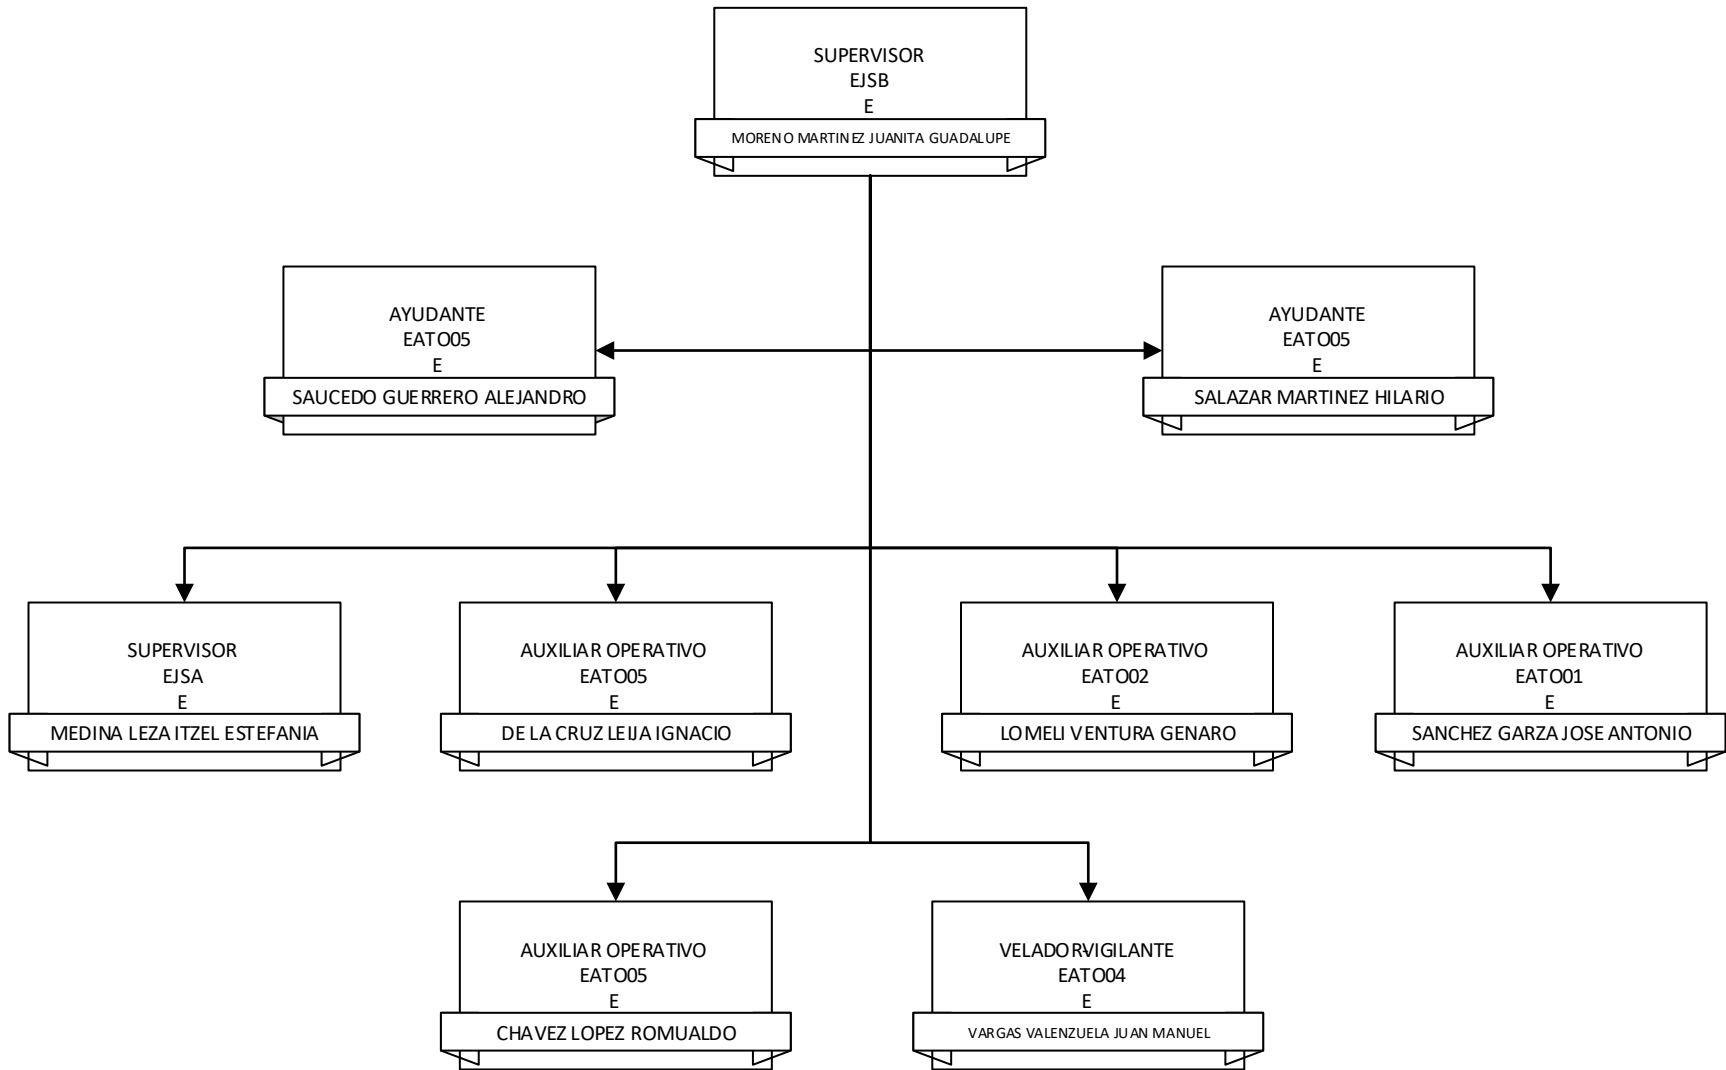 SUPERVISOR
EJSB
E
MORENO MARTINEZ JUANITA GUADALUPE
AYUDANTE
EATO05
E
SAUCEDO GUERRERO ALEJANDRO
AYUDANTE
EATO05
E
SALAZAR MARTINEZ HILARIO
SUPERVISOR
EJSA
E
MEDINA LEZA ITZEL ESTEFANIA
AUXILIAR OPERATIVO
EATO05
E
DE LA CRUZ LEIJA IGNACIO
AUXILIAR OPERATIVO
EATO02
E
LOMELI VENTURA GENARO
AUXILIAR OPERATIVO
EATO01
E
SANCHEZ GARZA JOSE ANTONIO
AUXILIAR OPERATIVO
EATO05
E
CHAVEZ LOPEZ ROMUALDO
VELADOR-VIGILANTE
EATO04
E
VARGAS VALENZUELA JUAN MANUEL